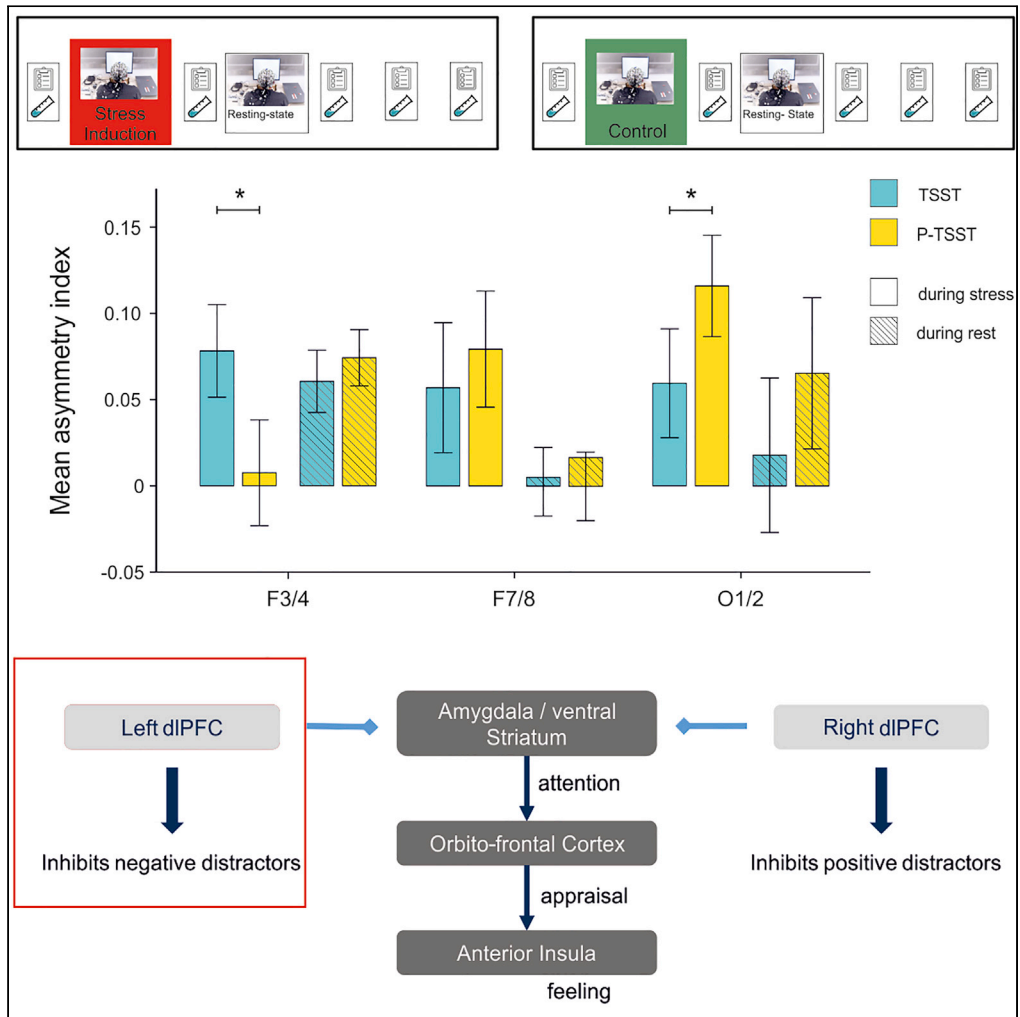 Stress
Induction
Resting-state
Control
Resting- State
*
*
TSST
P-TSST
during stress
during rest
Mean asymmetry index
0.15
0.10
0.05
0
-0.05
F3/4
F7/8
O1/2
Left dlPFC
Inhibits negative distractors
Amygdala / ventral
Striatum
attention
Orbito-frontal Cortex
appraisal
Anterior Insula
feeling
Right dlPFC
Inhibits positive distractors